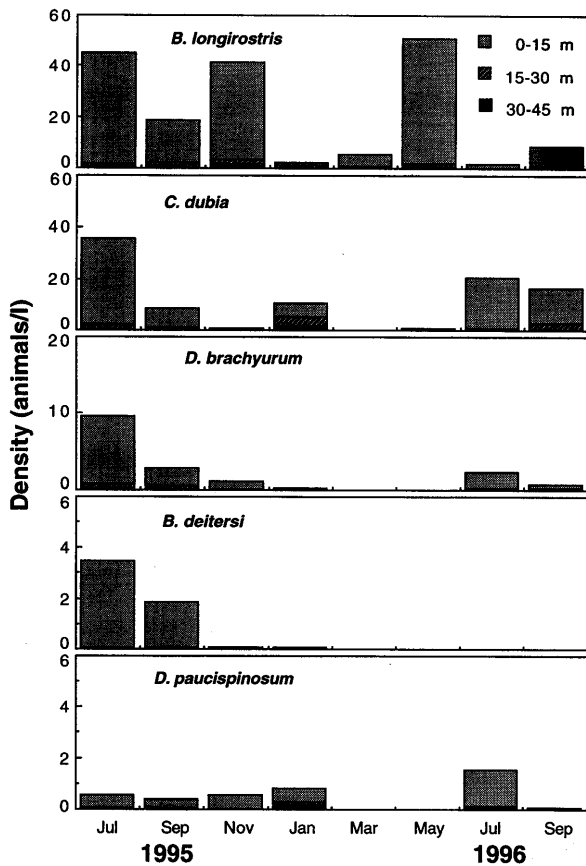 60
40
20
0
B. longirostris
0-15 m
15-30 m
30-45 m
60
40
20
0
C. dubia
20
10
0
D. brachyurum
6
4
2
0
B. deitersi
6
4
2
0
D. paucispinosum
Density (animals/l)
Jul Sep Nov Jan Mar May Jul Sep
1995 1996